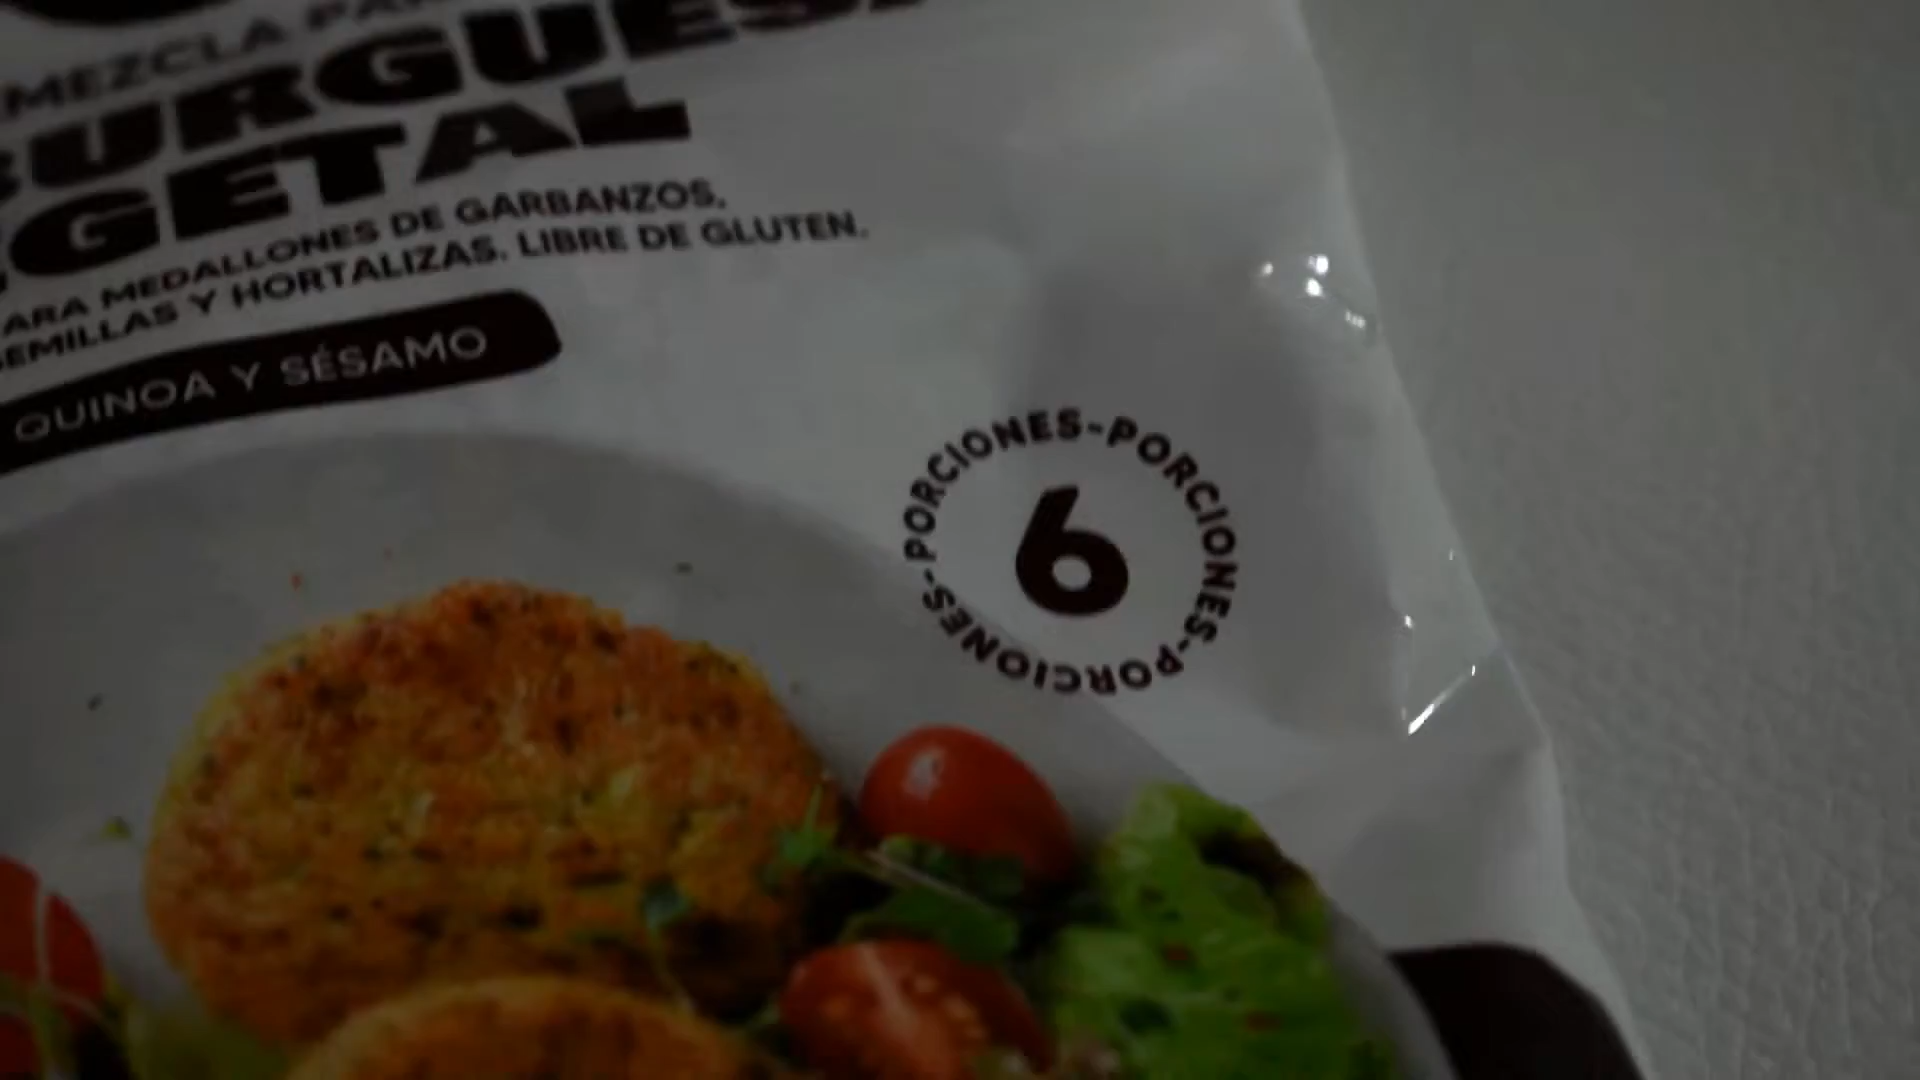 MEZCLA
BURGUES
GETAL
ARA MEDALLONES DE GARBANZOS,
SEMILLAS Y HORTALIZAS. LIBRE DE GLUTEN.
QUINOA Y SÉSAMO
PORCIONES-PORCIONES-PORCIONES-PORCIONES-
6